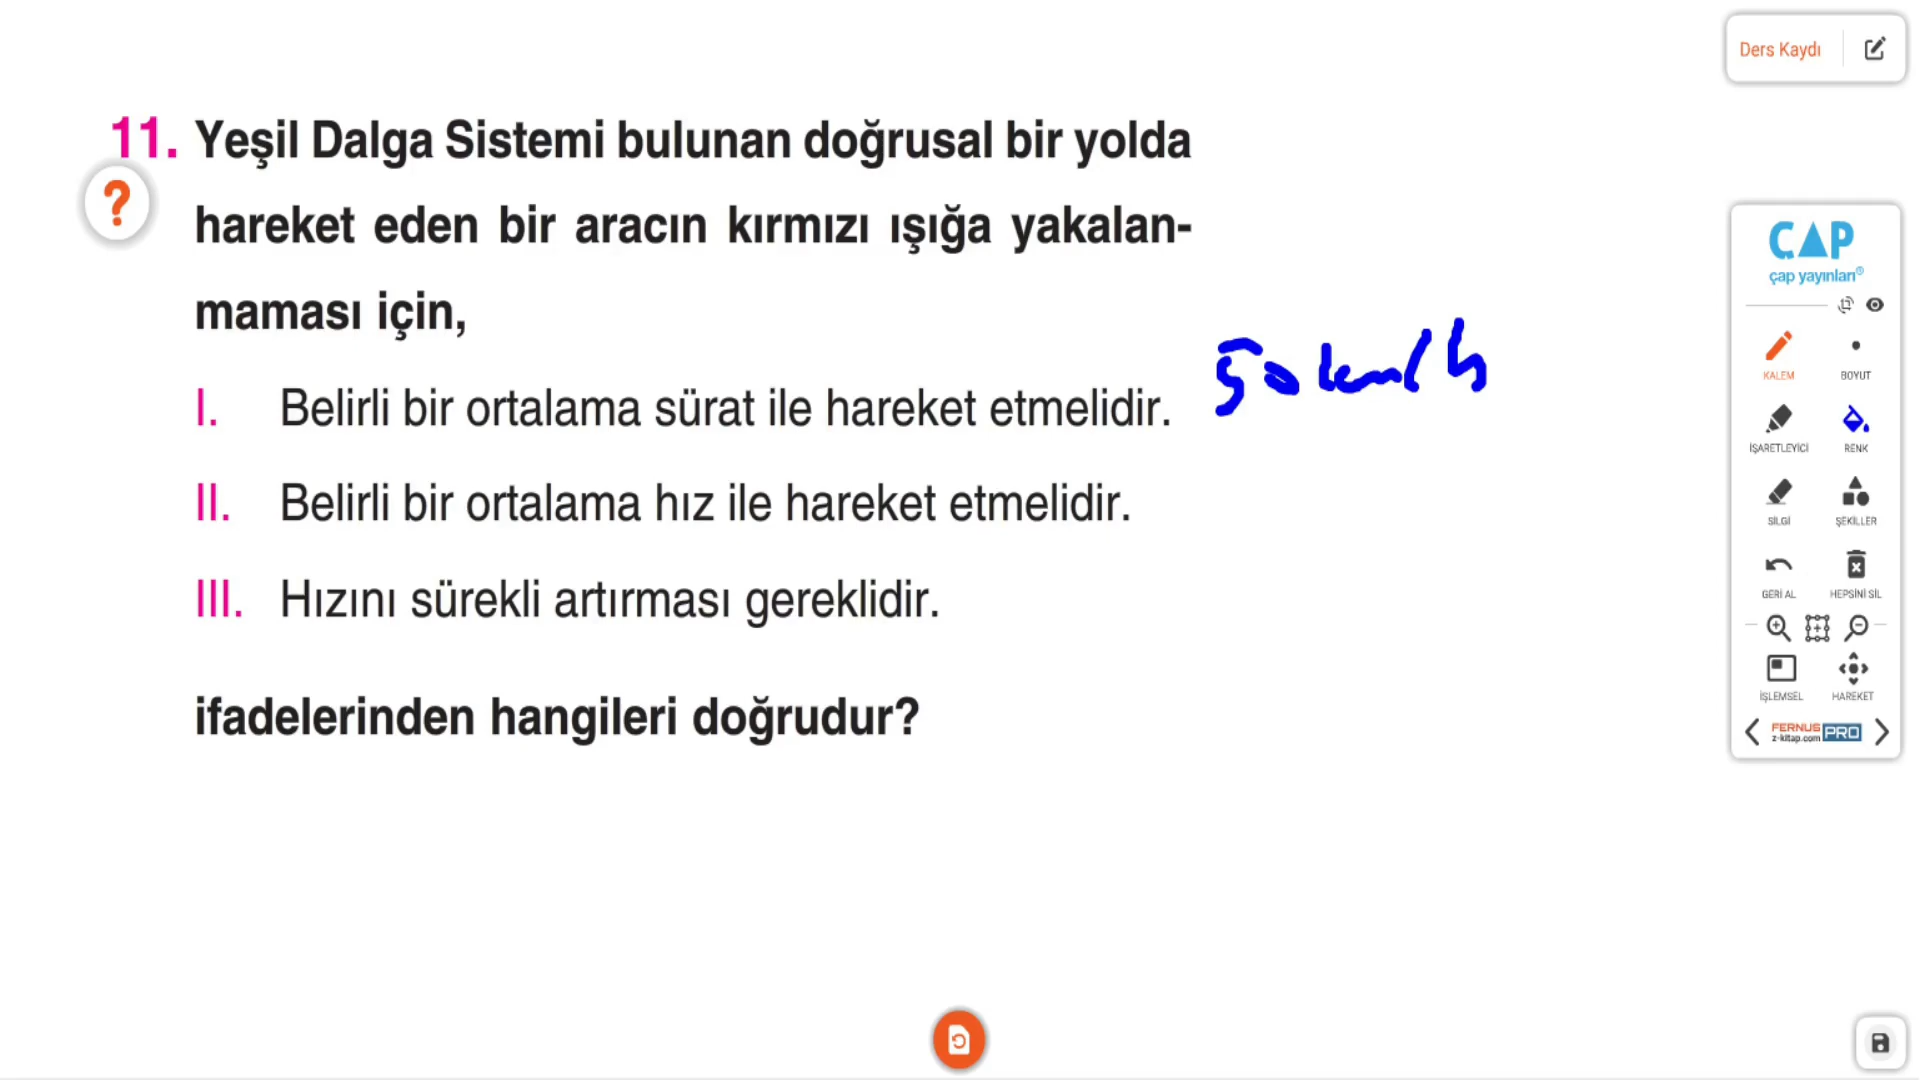 Ders Kaydı
11. Yeşil Dalga Sistemi bulunan doğrusal bir yolda
?
hareket eden bir aracın kırmızı ışığa yakalan-
maması için,
50 km/h
I. Belirli bir ortalama sürat ile hareket etmelidir.
II. Belirli bir ortalama hız ile hareket etmelidir.
III. Hızını sürekli artırması gereklidir.
ifadelerinden hangileri doğrudur?
ÇAP
çap yayınları®
KALEM
BOYUT
İŞARETLEYİCİ
RENK
SİLGİ
ŞEKİLLER
GERİ AL
HEPSİNİ SİL
İŞLEMSEL
HAREKET
FERNUS PRO
z-kitap.com